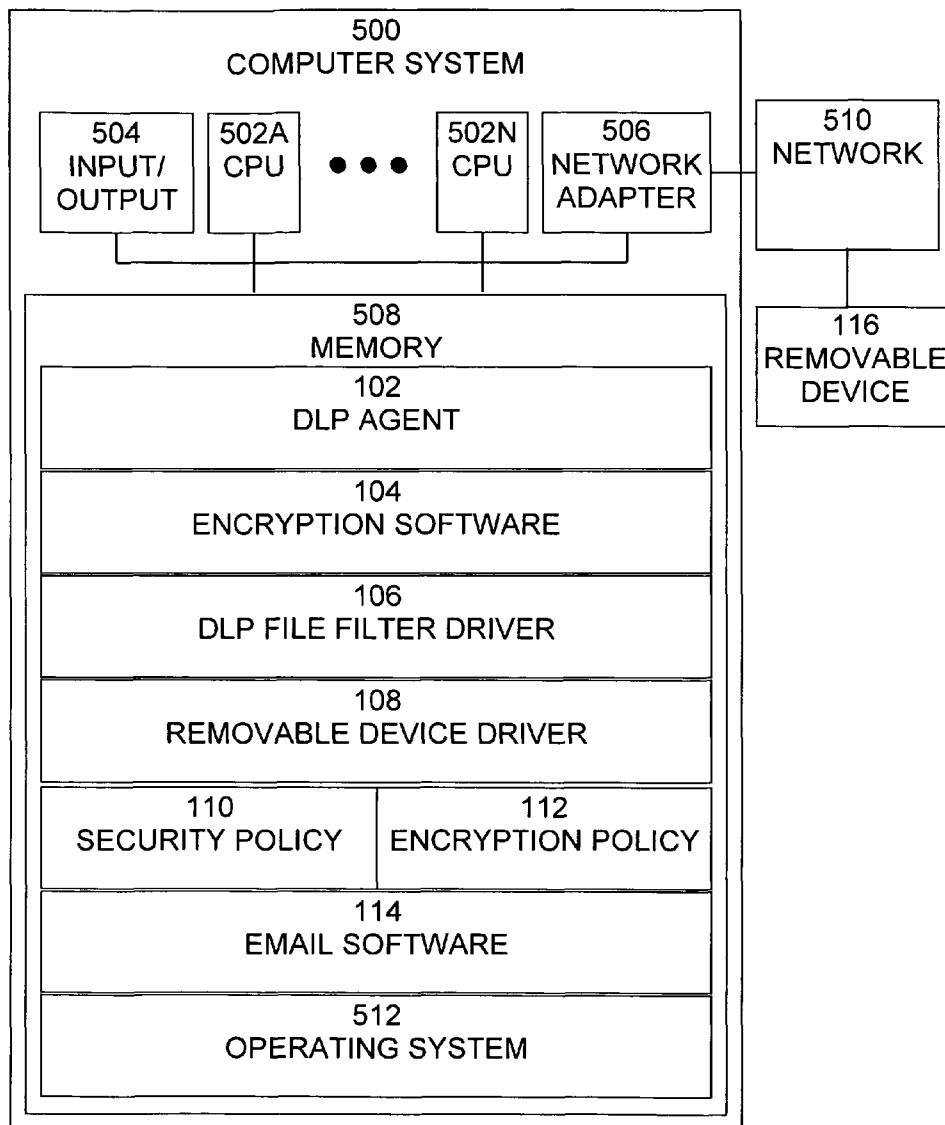 500
COMPUTER SYSTEM
504
INPUT/
OUTPUT
502A
CPU
502N
CPU
506
NETWORK
ADAPTER
510
NETWORK
508
MEMORY
116
REMOVABLE
DEVICE
102
DLP AGENT
104
ENCRYPTION SOFTWARE
106
DLP FILE FILTER DRIVER
108
REMOVABLE DEVICE DRIVER
110
SECURITY POLICY
112
ENCRYPTION POLICY
114
EMAIL SOFTWARE
512
OPERATING SYSTEM